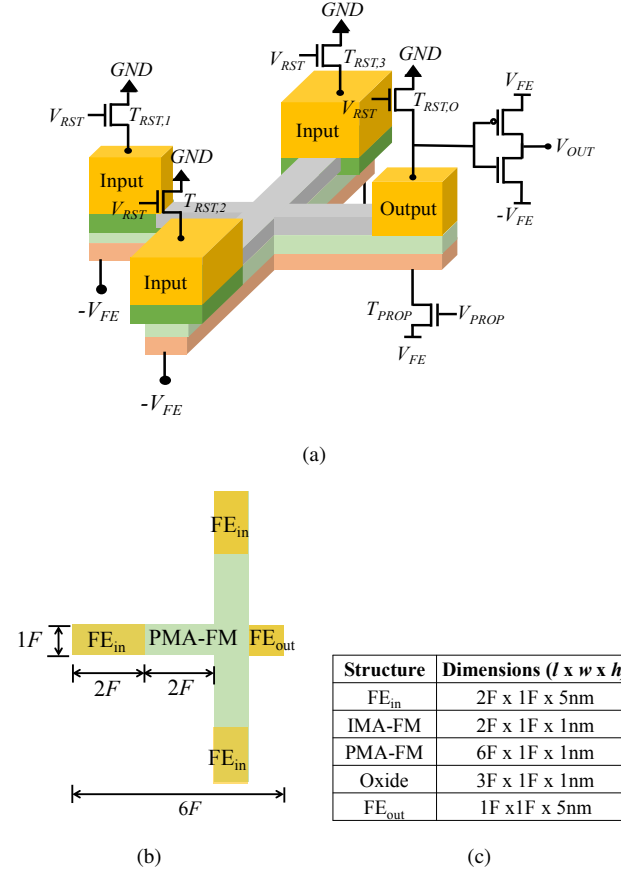 GND
V_RST T_RST,3
GND
GND
V_RST T_RST,1
V_RST T_RST,O
V_FE
Input
V_OUT
GND
Input
V_RST T_RST,2
Output
-V_FE
Input
-V_FE
T_PROP V_PROP
V_FE
-V_FE
(a)
FE_in
1F FE_in PMA-FM FE_out
2F 2F
FE_in
6F
(b)
Structure Dimensions (l x w x h
FE_in 2F x 1F x 5nm
IMA-FM 2F x 1F x 1nm
PMA-FM 6F x 1F x 1nm
Oxide 3F x 1F x 1nm
FE_out 1F x1F x 5nm
(c)